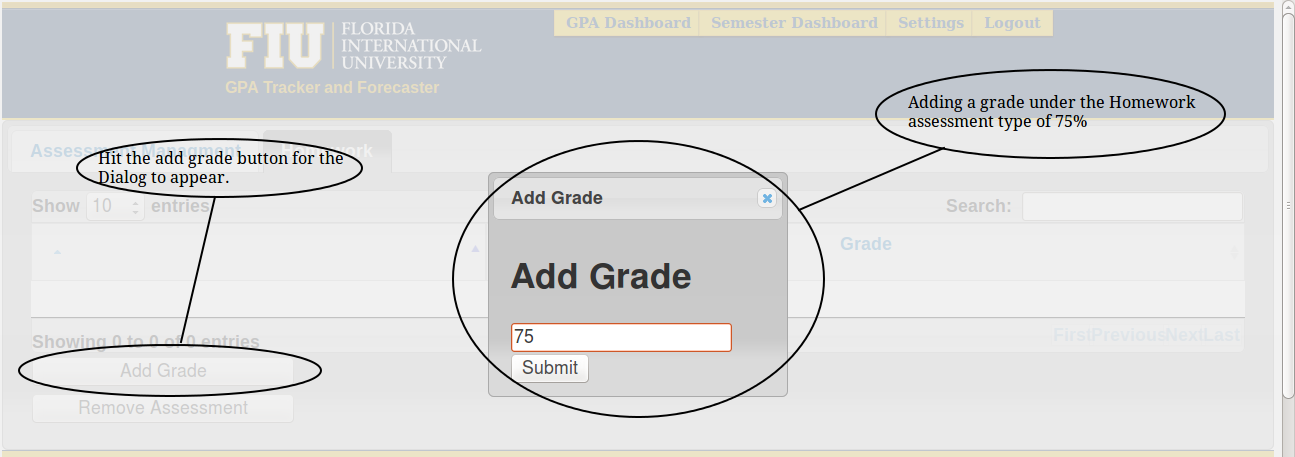 FIU FLORIDA
INTERNATIONAL
UNIVERSITY
GPA Tracker and Forecaster
GPA Dashboard Semester Dashboard Settings Logout
Adding a grade under the Homework
assessment type of 75%
Assessment Managment
Hit the add grade button for the
Dialog to appear.
Show 10 entries
Search:
Grade
Add Grade
Add Grade
75
Submit
Showing 0 to 0 of 0 entries
FirstPreviousNextLast
Add Grade
Remove Assessment